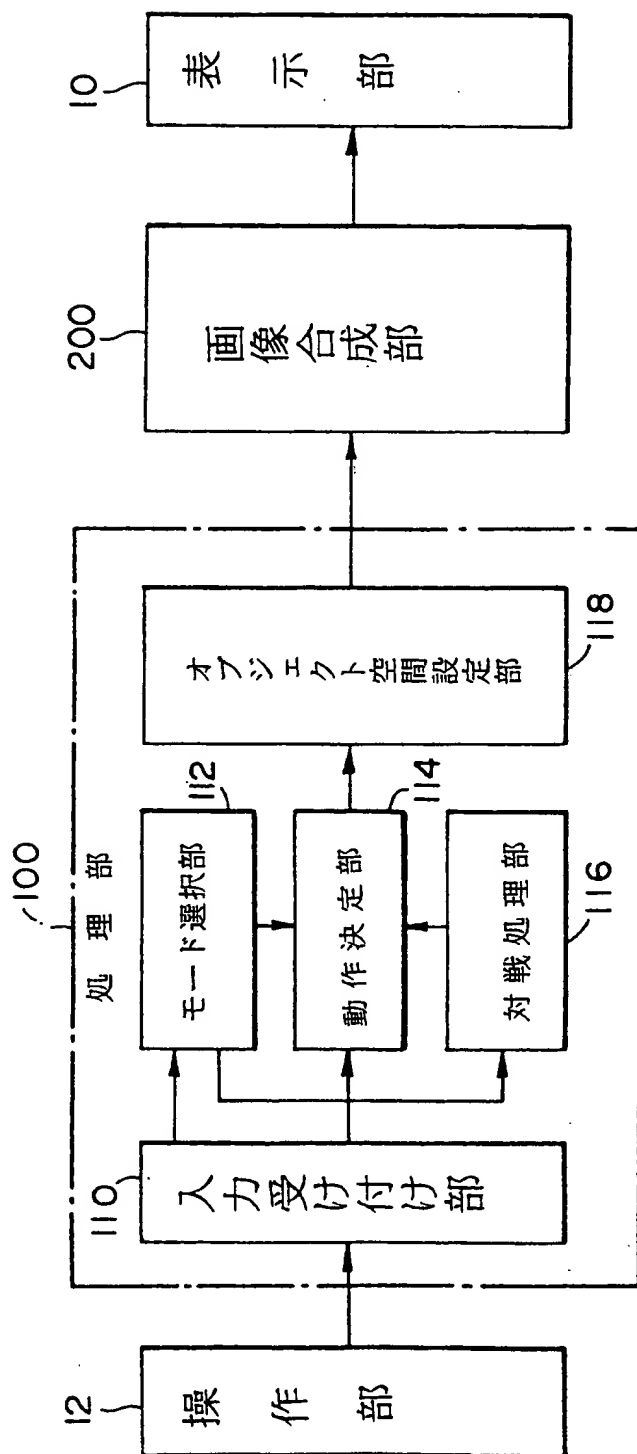 12
操作部
100
処理部
110
入力受け付け部
112
モード選択部
114
動作決定部
116
対戦処理部
118
オブジェクト空間設定部
200
画像合成部
10
表示部